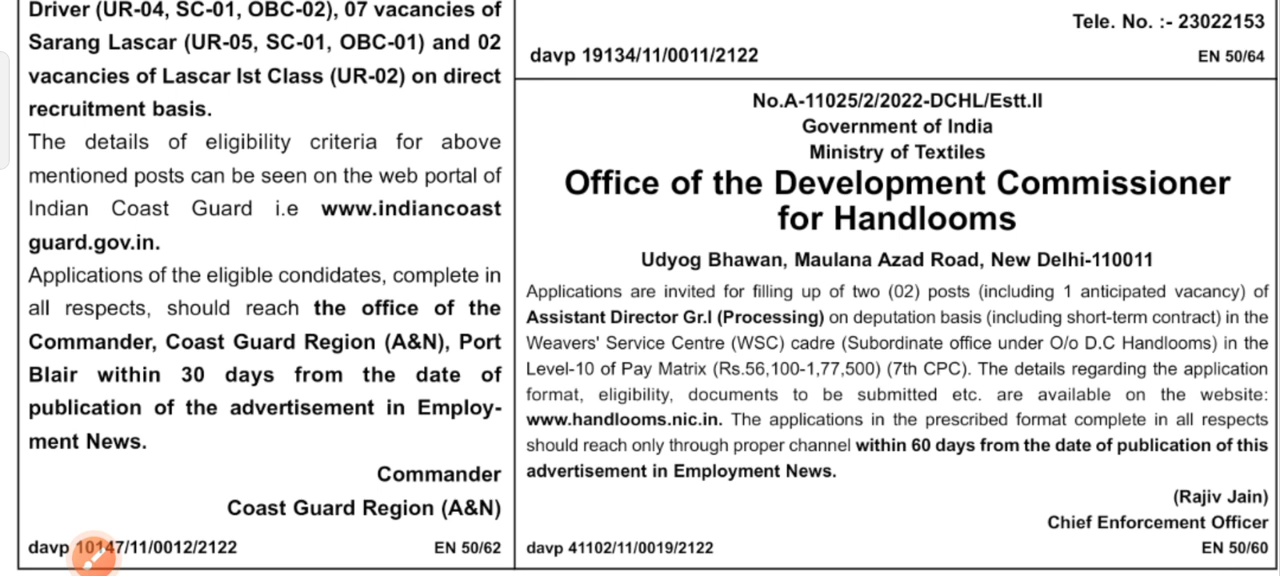 Driver (UR-04, SC-01, OBC-02), 07 vacancies of
Sarang Lascar (UR-05, SC-01, OBC-01) and 02
vacancies of Lascar Ist Class (UR-02) on direct
recruitment basis.
The details of eligibility criteria for above
mentioned posts can be seen on the web portal of
Indian Coast Guard i.e www.indiancoast
guard.gov.in.
Applications of the eligible candidates, complete in
all respects, should reach the office of the
Commander, Coast Guard Region (A&N), Port
Blair within 30 days from the date of
publication of the advertisement in Employ-
ment News.
Commander
Coast Guard Region (A&N)
davp 10147/11/0012/2122 EN 50/62
Tele. No. :- 23022153
davp 19134/11/0011/2122 EN 50/64
No.A-11025/2/2022-DCHL/Estt.II
Government of India
Ministry of Textiles
Office of the Development Commissioner
for Handlooms
Udyog Bhawan, Maulana Azad Road, New Delhi-110011
Applications are invited for filling up of two (02) posts (including 1 anticipated vacancy) of
Assistant Director Gr.I (Processing) on deputation basis (including short-term contract) in the
Weavers' Service Centre (WSC) cadre (Subordinate office under O/o D.C Handlooms) in the
Level-10 of Pay Matrix (Rs.56,100-1,77,500) (7th CPC). The details regarding the application
format, eligibility, documents to be submitted etc. are available on the website:
www.handlooms.nic.in. The applications in the prescribed format complete in all respects
should reach only through proper channel within 60 days from the date of publication of this
advertisement in Employment News.
(Rajiv Jain)
Chief Enforcement Officer
davp 41102/11/0019/2122 EN 50/60